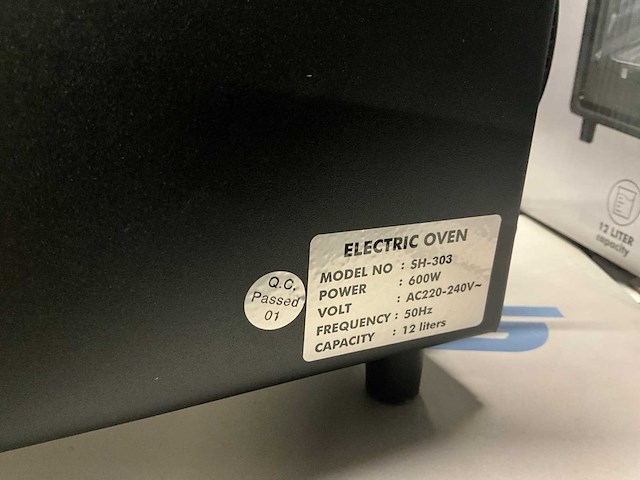 ELECTRIC OVEN
MODEL NO : SH-303
POWER : 600W
VOLT : AC220-240V~
FREQUENCY : 50Hz
CAPACITY : 12 liters
Q.C.
Passed
01
12 LITER
capacity